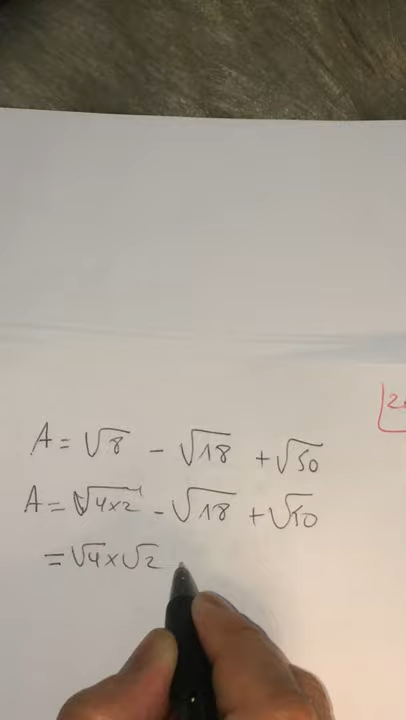 A = √8 - √18 + √50
A = √4×2 - √18 + √50
= √4×√2